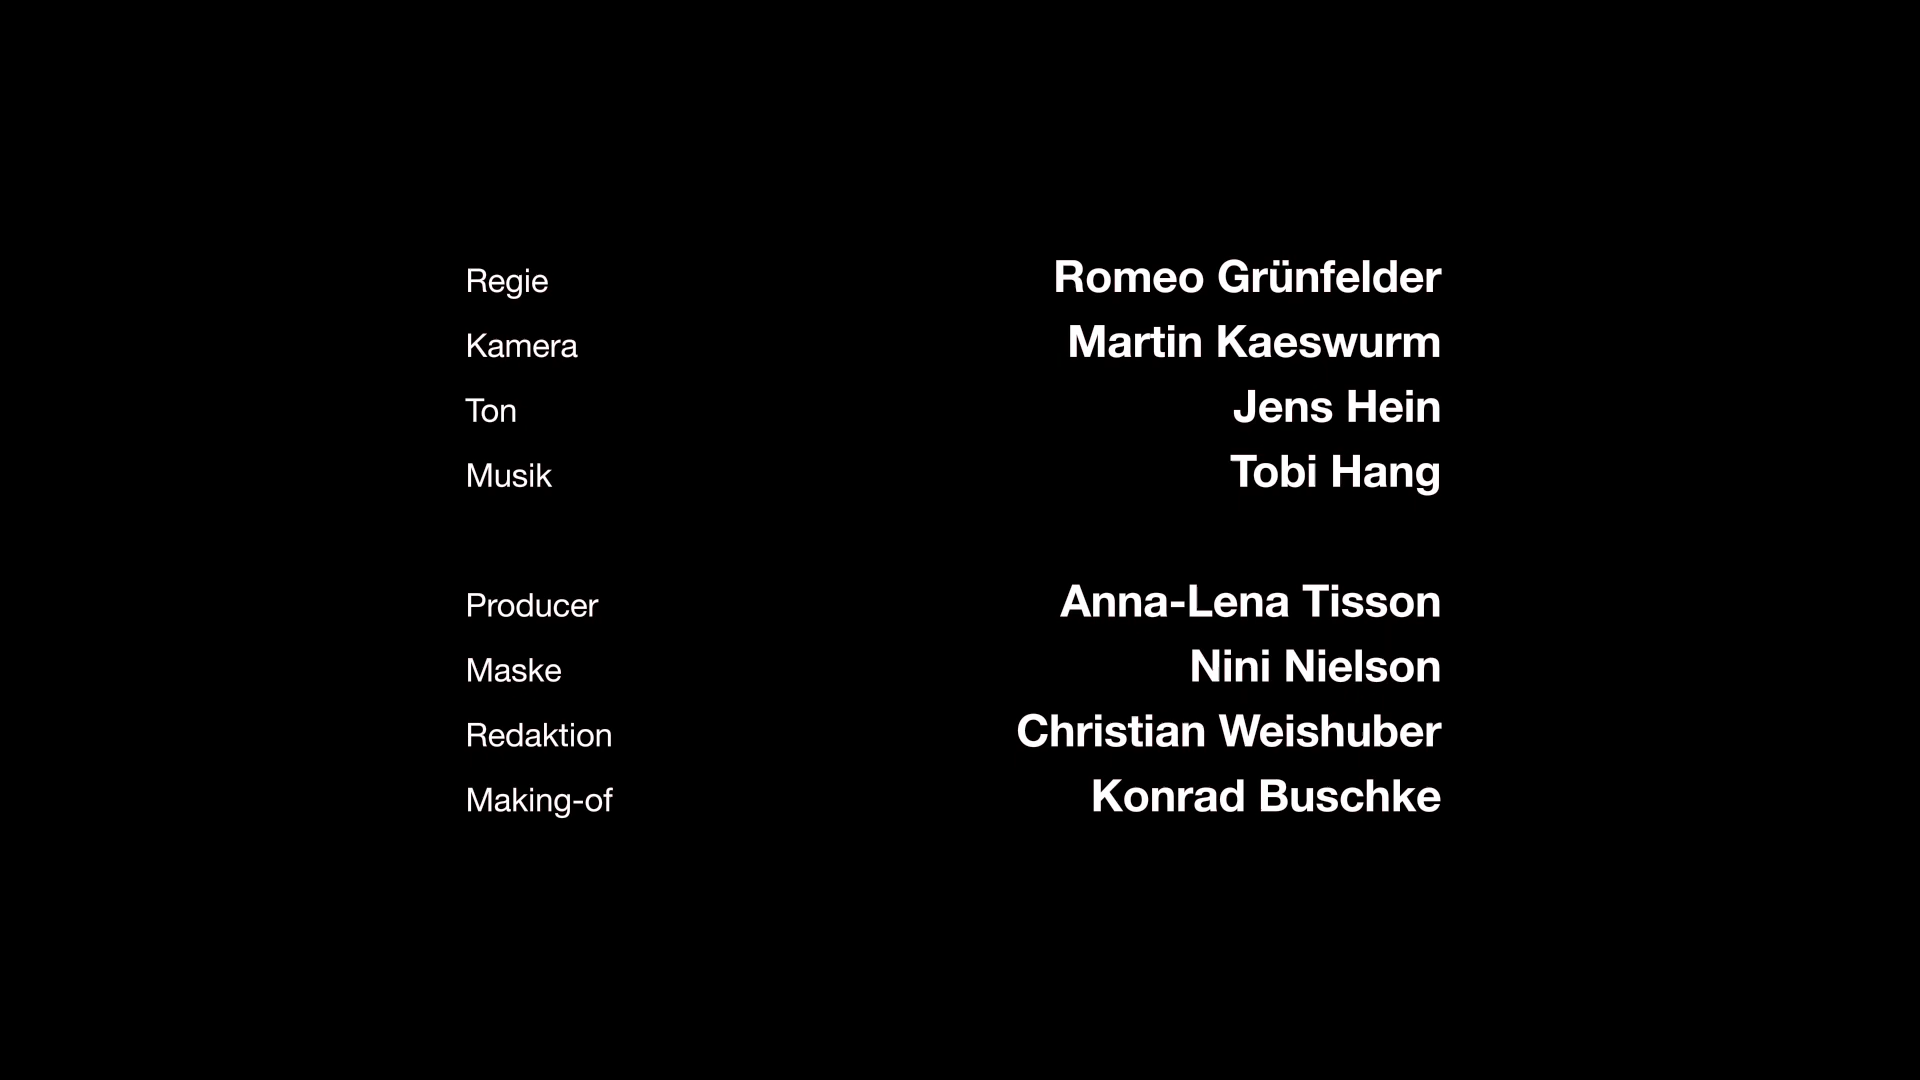 Regie Romeo Grünfelder
Kamera Martin Kaeswurm
Ton Jens Hein
Musik Tobi Hang
Producer Anna-Lena Tisson
Maske Nini Nielson
Redaktion Christian Weishuber
Making-of Konrad Buschke